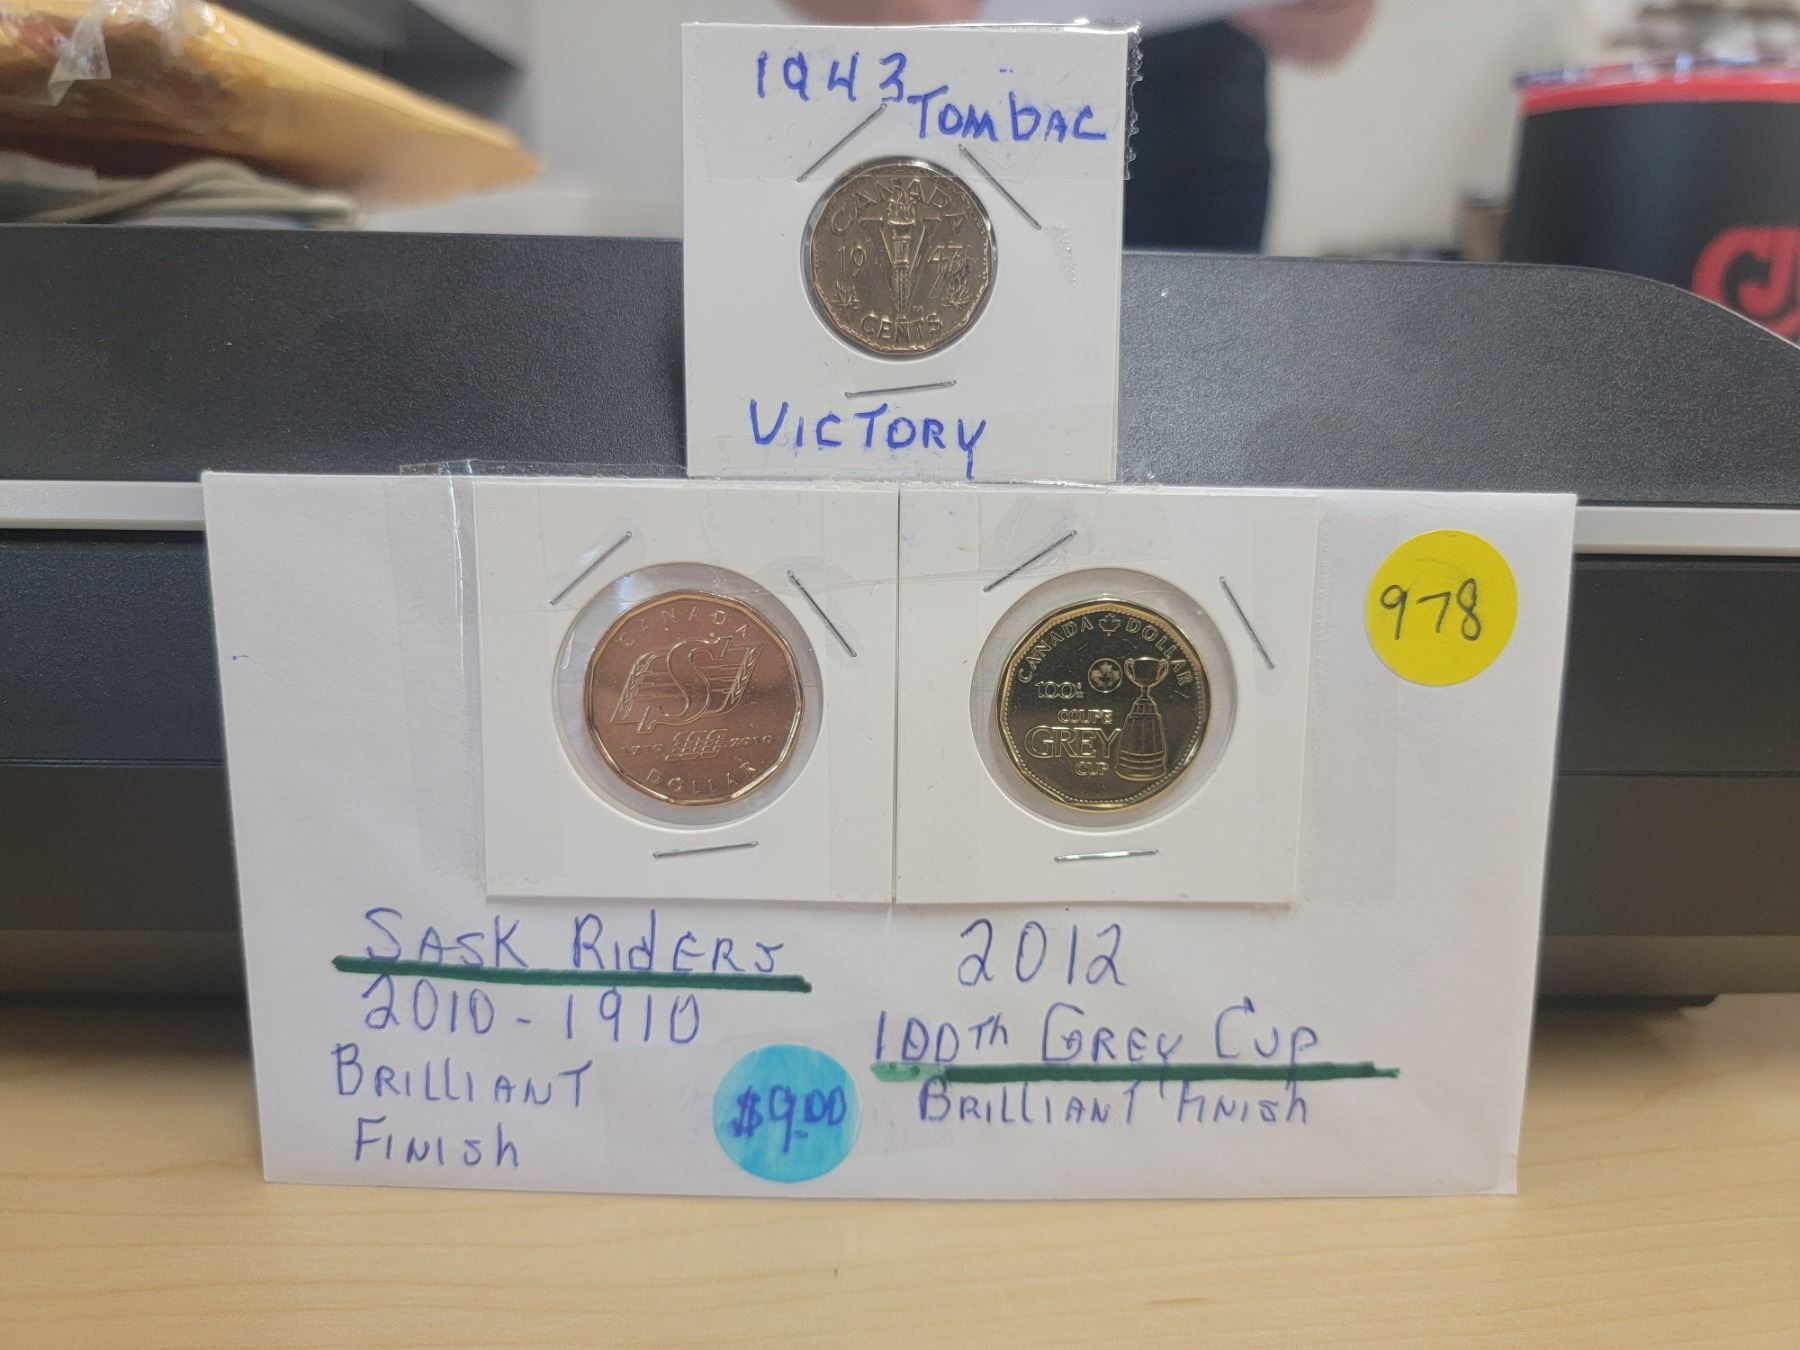 1943
TOMBAC
CANADA
19 43
CENTS
VICTORY
CANADA
1910 100 2010
DOLLAR
CANADA DOLLAR
100e
COUPE
GREY
CUP
978
SASK RIDERS
2010-1910
BRILLIANT
FINISH
$9.00
2012
100Th GREY CUP
BRILLIANT FINISH